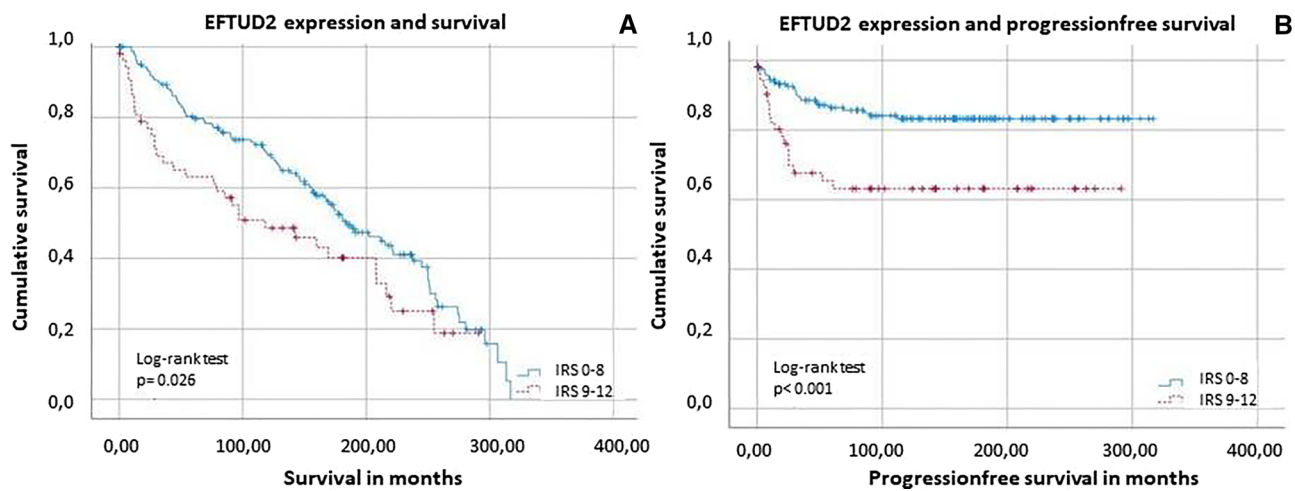 EFTUD2 expression and survival
A
Cumulative survival
1,0
0,8
0,6
0,4
0,2
0,0
Log-rank test
p= 0.026
IRS 0-8
IRS 9-12
0,00 100,00 200,00 300,00 400,00
Survival in months
EFTUD2 expression and progressionfree survival
B
Cumulative survival
1,0
0,8
0,6
0,4
0,2
0,0
Log-rank test
p< 0.001
IRS 0-8
IRS 9-12
0,00 100,00 200,00 300,00 400,00
Progressionfree survival in months